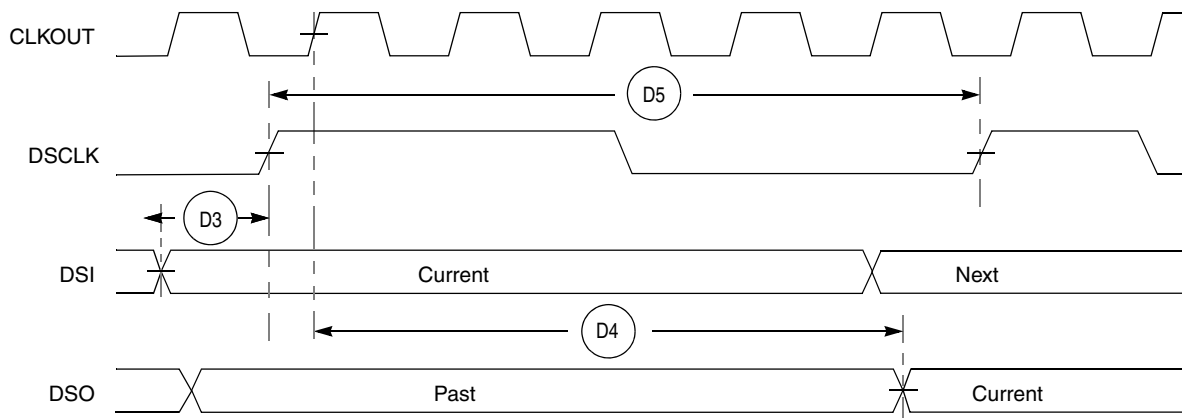 CLKOUT
D5
DSCLK
D3
DSI
Current
Next
D4
DSO
Past
Current